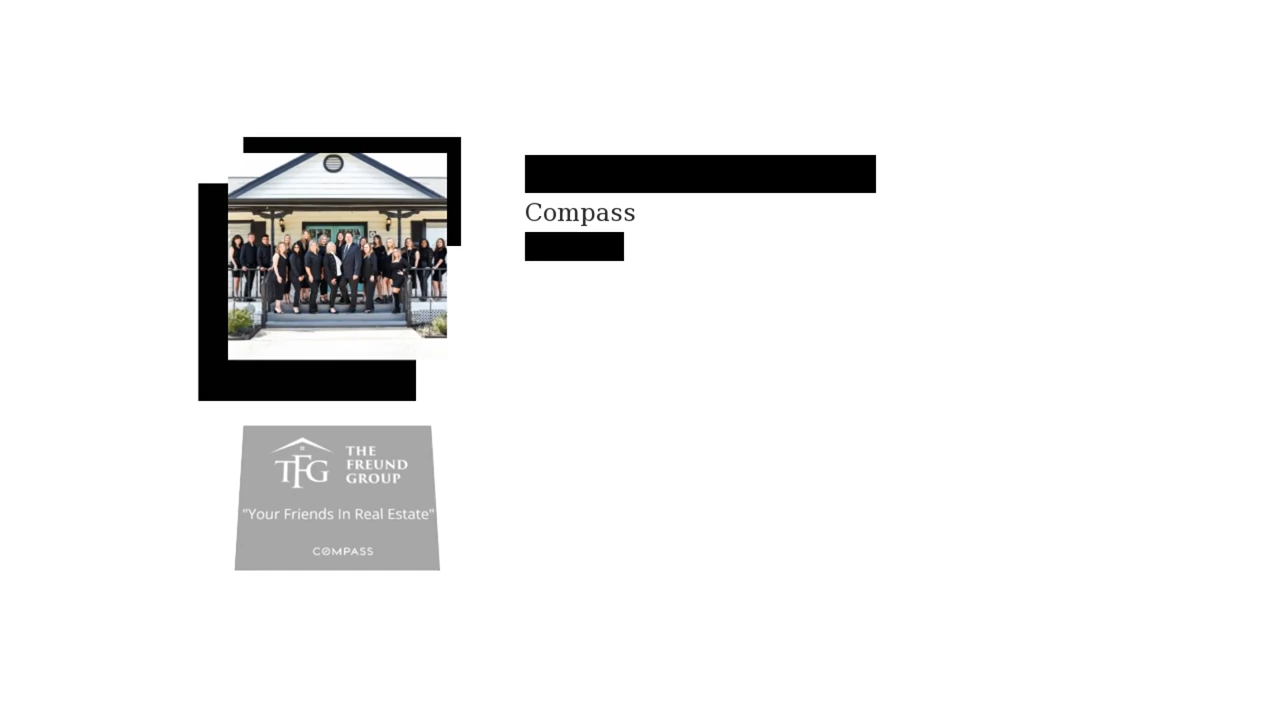 Compass
THE
FREUND
GROUP
TFG
"Your Friends In Real Estate"
COMPASS